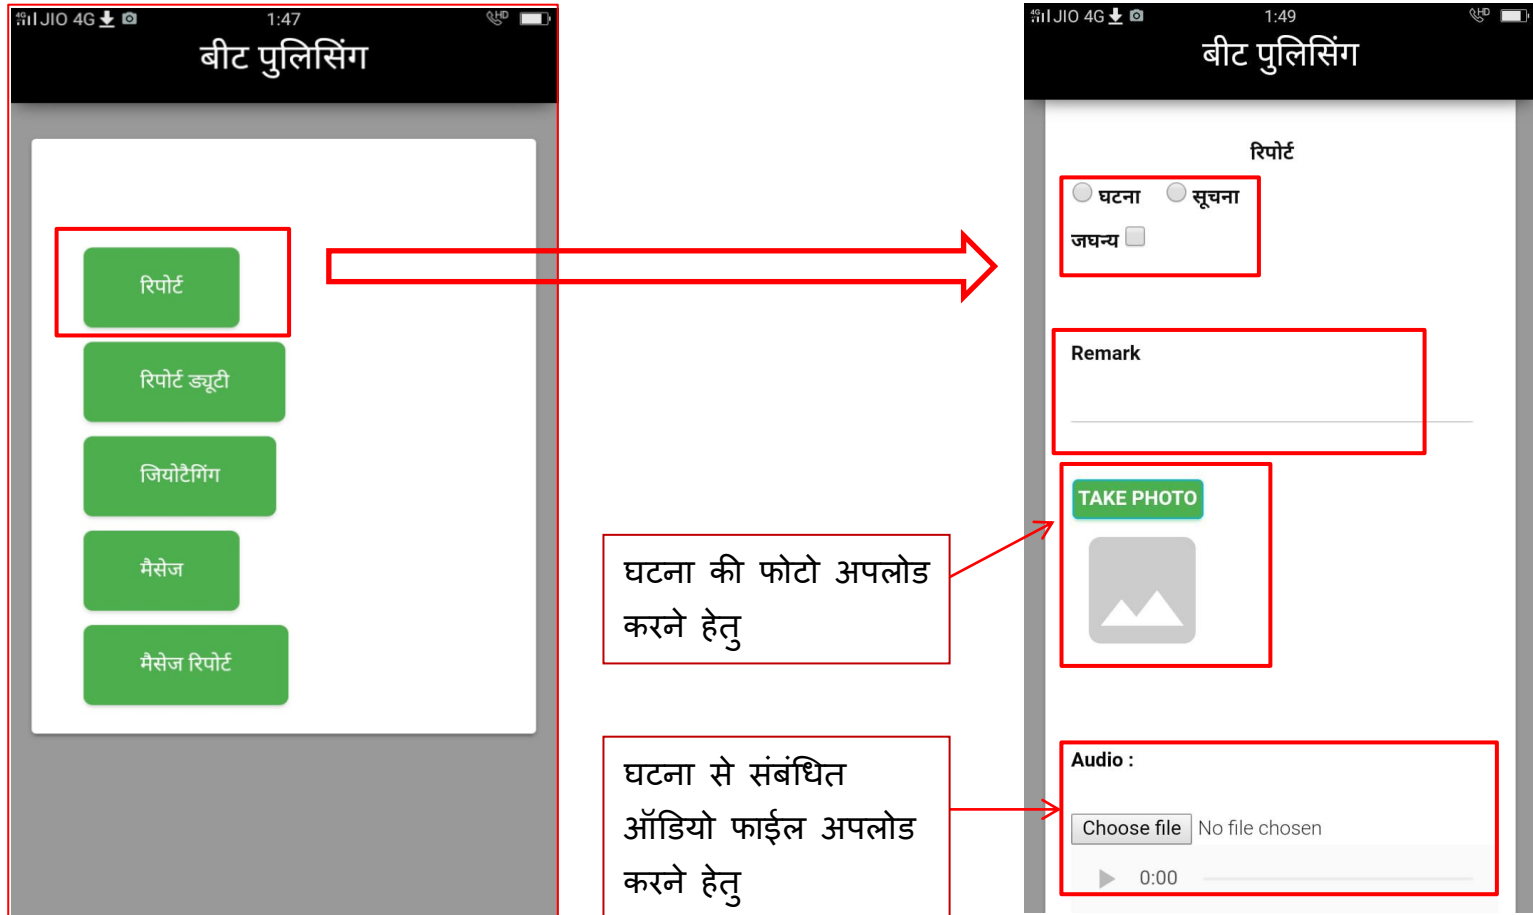 JIO 4G 1:47
बीट पुलिसिंग
रिपोर्ट
रिपोर्ट ड्यूटी
जियोटैगिंग
मैसेज
मैसेज रिपोर्ट
घटना की फोटो अपलोड
करने हेतु
घटना से संबंधित
ऑडियो फाईल अपलोड
करने हेतु
JIO 4G 1:49
बीट पुलिसिंग
रिपोर्ट
घटना सूचना
जघन्य
Remark
TAKE PHOTO
Audio :
Choose file No file chosen
0:00